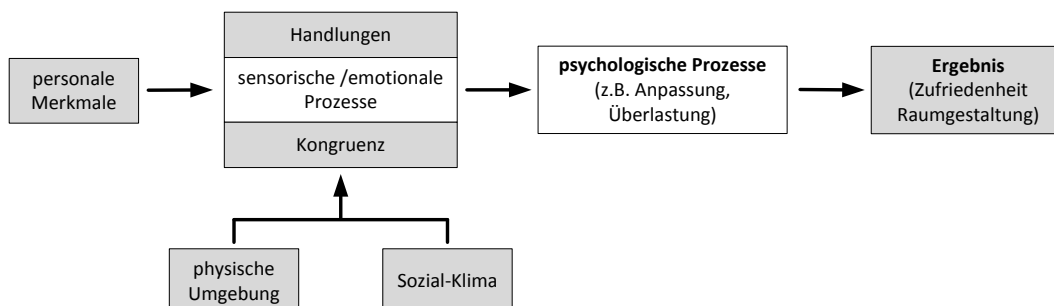 personale
Merkmale
Handlungen
sensorische /emotionale
Prozesse
Kongruenz
psychologische Prozesse
(z.B. Anpassung,
Überlastung)
Ergebnis
(Zufriedenheit
Raumgestaltung)
physische
Umgebung
Sozial-Klima